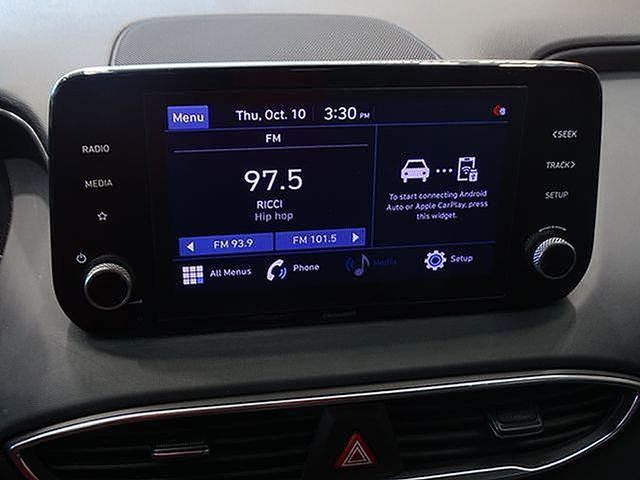 Menu Thu, Oct. 10 3:30 PM
RADIO
MEDIA
FM
97.5
RICCI
Hip hop
FM 93.9 FM 101.5
To start connecting Android
Auto or Apple CarPlay, press
this widget.
All Menus Phone Media Setup
<SEEK
TRACK>
SETUP